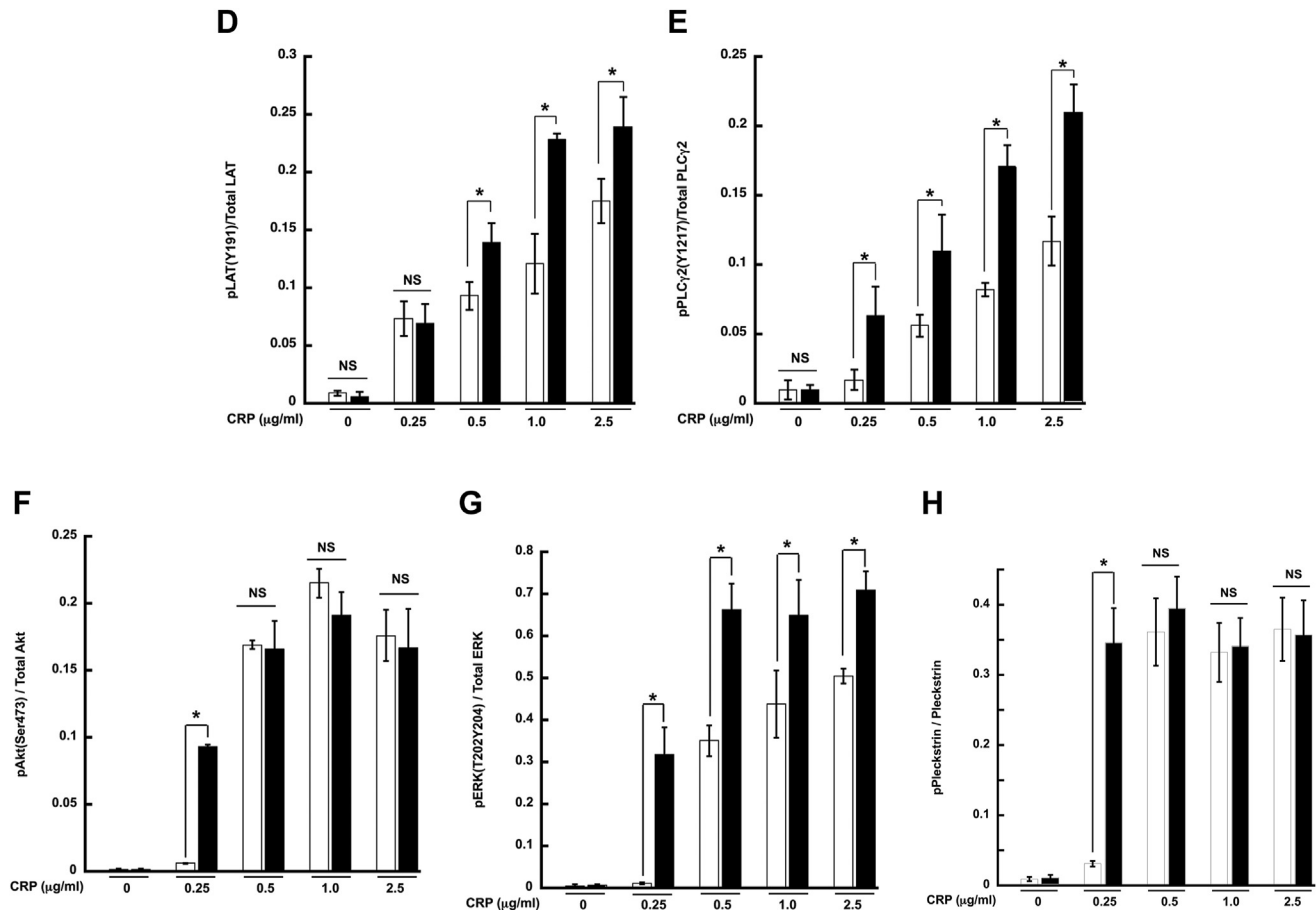 D
0.3
0.25
0.2
0.15
0.1
0.05
0
pLAT(Y191)/Total LAT
NS
NS
*
*
*
CRP (μg/ml)
0
0.25
0.5
1.0
2.5
E
0.25
0.2
0.15
0.1
0.05
0
pPLCγ2(Y1217)/Total PLCγ2
NS
*
*
*
*
CRP (μg/ml)
0
0.25
0.5
1.0
2.5
F
0.25
0.2
0.15
0.1
0.05
0
pAkt(Ser473) / Total Akt
*
NS
NS
NS
CRP (μg/ml)
0
0.25
0.5
1.0
2.5
G
0.8
0.7
0.6
0.5
0.4
0.3
0.2
0.1
0
pERK(T202Y204) / Total ERK
*
*
*
*
CRP (μg/ml)
0
0.25
0.5
1.0
2.5
H
0.4
0.3
0.2
0.1
0
pPleckstrin / Pleckstrin
*
NS
NS
NS
CRP (μg/ml)
0
0.25
0.5
1.0
2.5